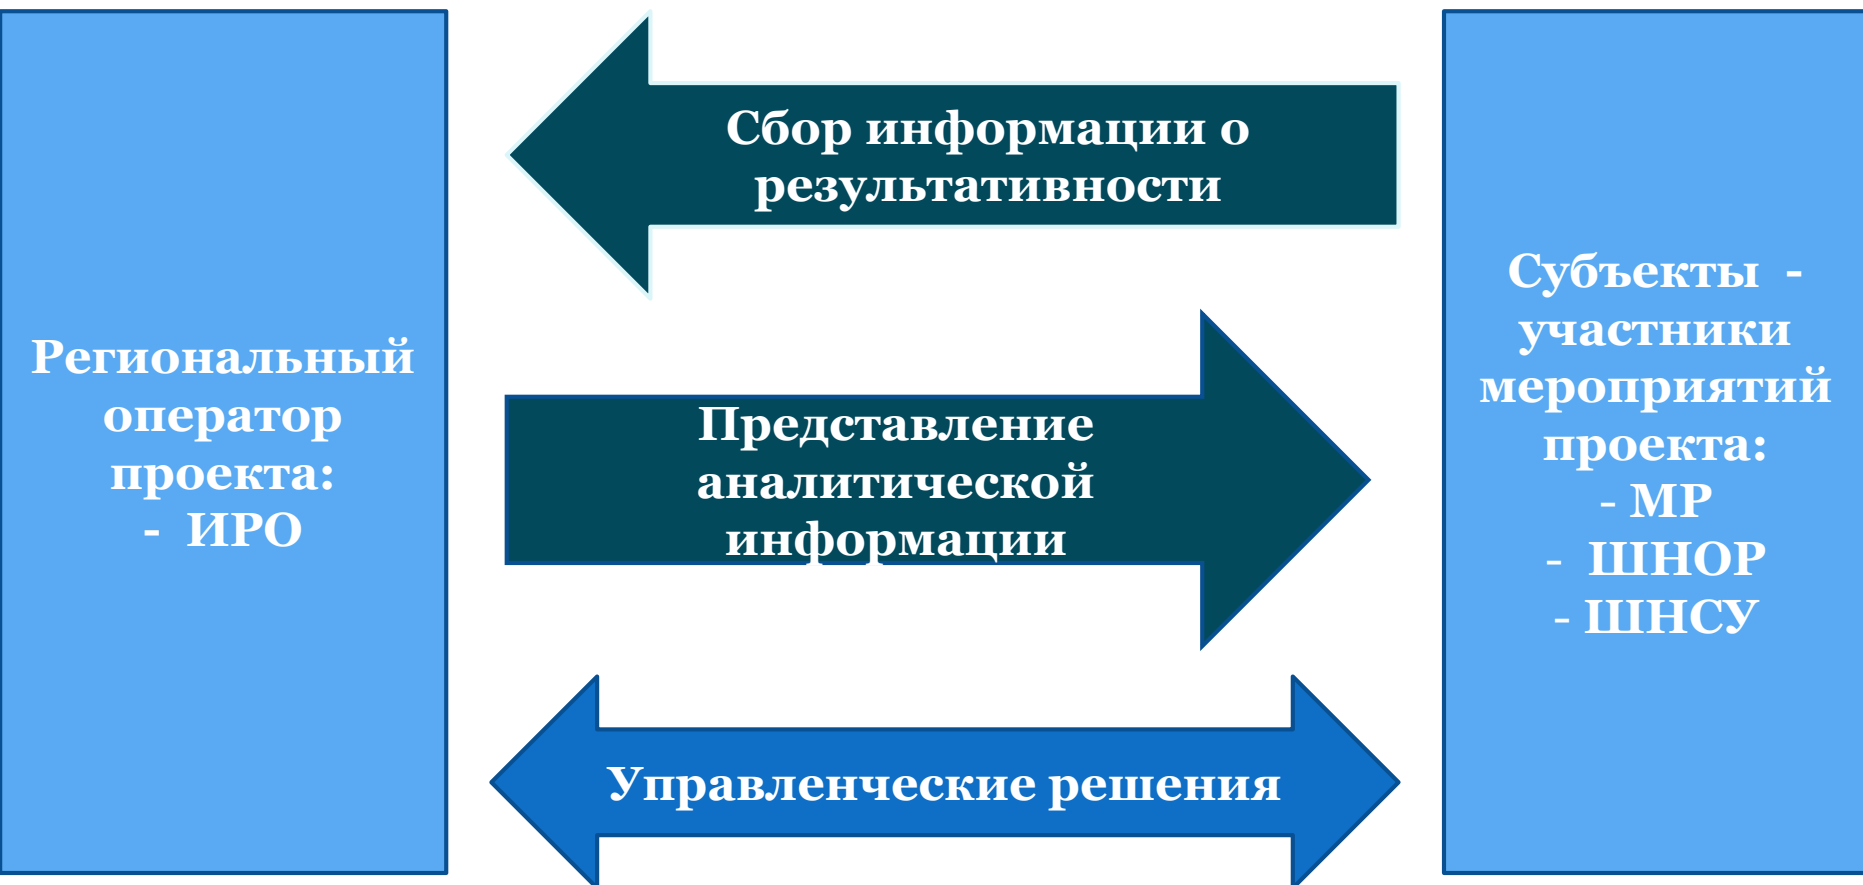 Региональный
оператор
проекта:
- ИРО
Сбор информации о
результативности
Представление
аналитической
информации
Управленческие решения
Субъекты -
участники
мероприятий
проекта:
- МР
- ШНОР
- ШНСУ